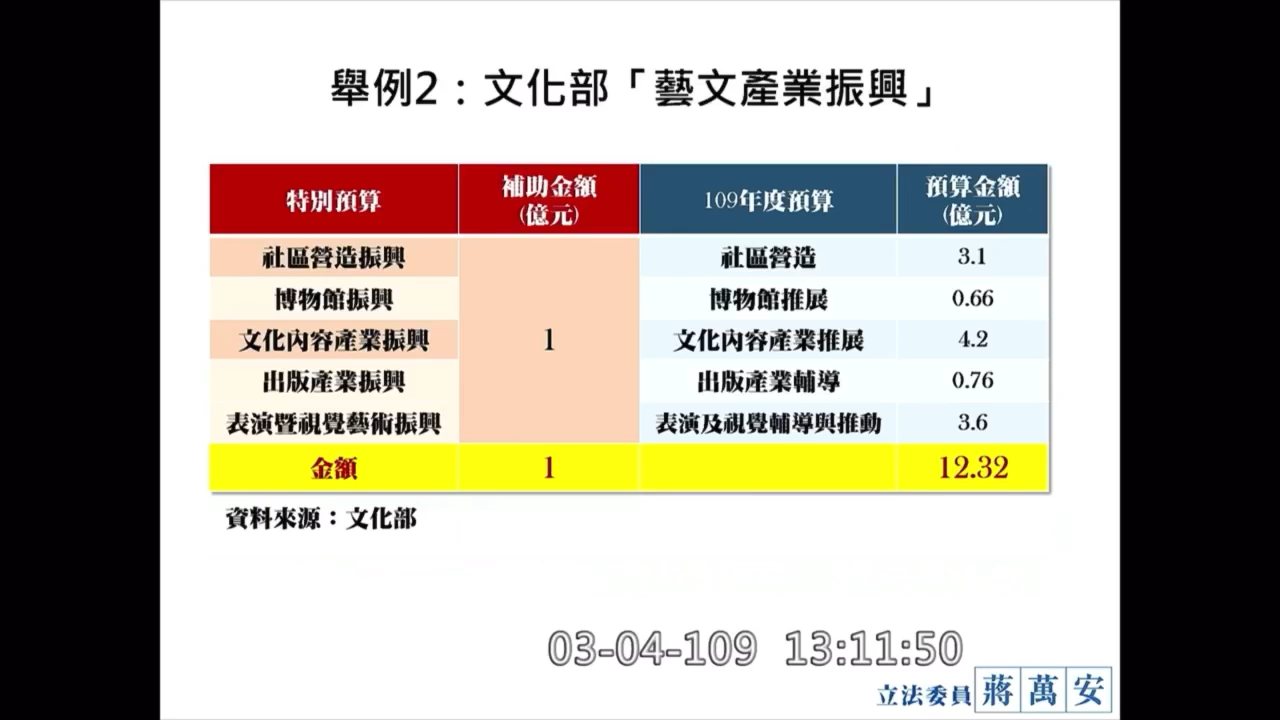 舉例2：文化部「藝文產業振興」
特別預算 補助金額(億元) 109年度預算 預算金額(億元)
社區營造振興 1 社區營造 3.1
博物館振興 博物館推展 0.66
文化內容產業振興 文化內容產業推展 4.2
出版產業振興 出版產業輔導 0.76
表演暨視覺藝術振興 表演及視覺輔導與推動 3.6
金額 1 12.32
資料來源：文化部
03-04-109 13:11:50
立法委員 蔣萬安